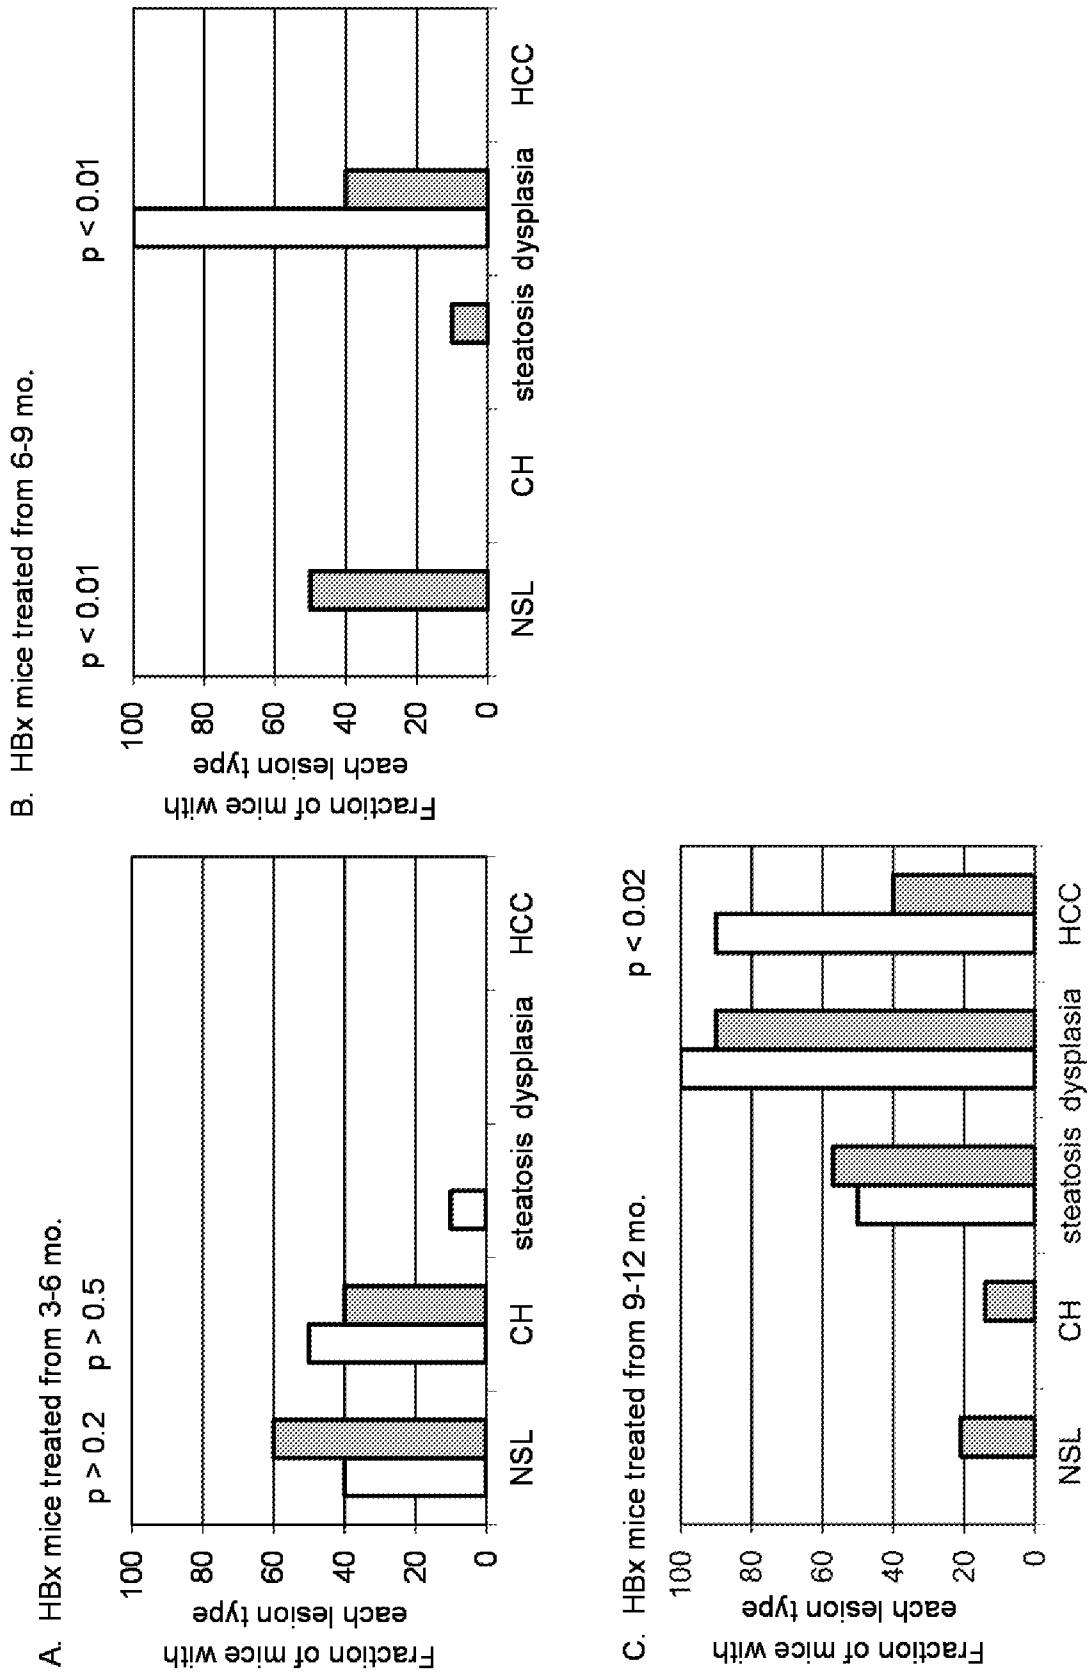 A. HBx mice treated from 3-6 mo.
p > 0.2 p > 0.5
Fraction of mice with
each lesion type
100
80
60
40
20
0
NSL CH steatosis dysplasia HCC
B. HBx mice treated from 6-9 mo.
p < 0.01 p < 0.01
Fraction of mice with
each lesion type
100
80
60
40
20
0
NSL CH steatosis dysplasia HCC
C. HBx mice treated from 9-12 mo.
p < 0.02
Fraction of mice with
each lesion type
100
80
60
40
20
0
NSL CH steatosis dysplasia HCC